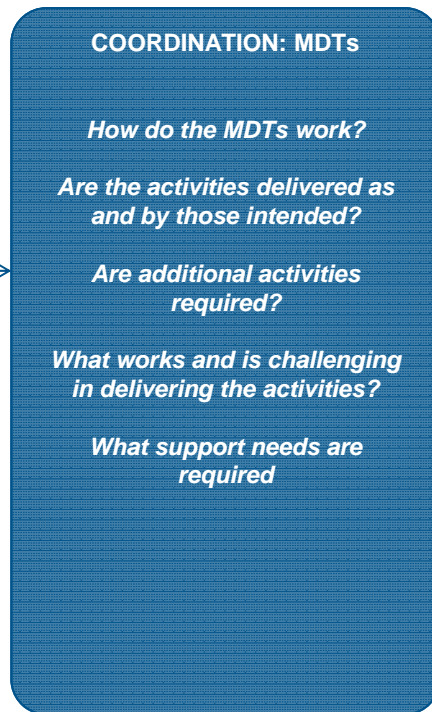 COORDINATION: MDTs
How do the MDTs work?
Are the activities delivered as
and by those intended?
Are additional activities
required?
What works and is challenging
in delivering the activities?
What support needs are
required